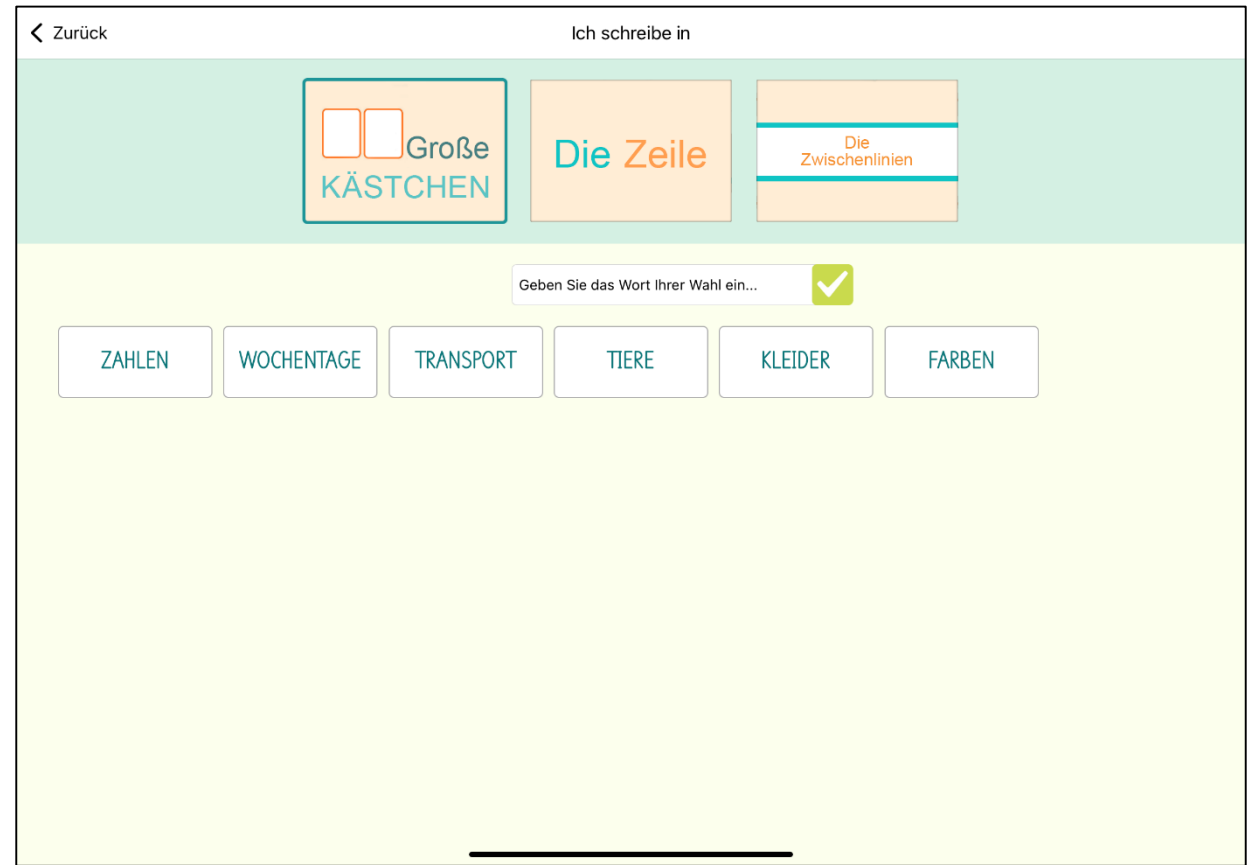 Zurück
Ich schreibe in
Große
KÄSTCHEN
Die Zeile
Die
Zwischenlinien
Geben Sie das Wort Ihrer Wahl ein...
ZAHLEN
WOCHENTAGE
TRANSPORT
TIERE
KLEIDER
FARBEN